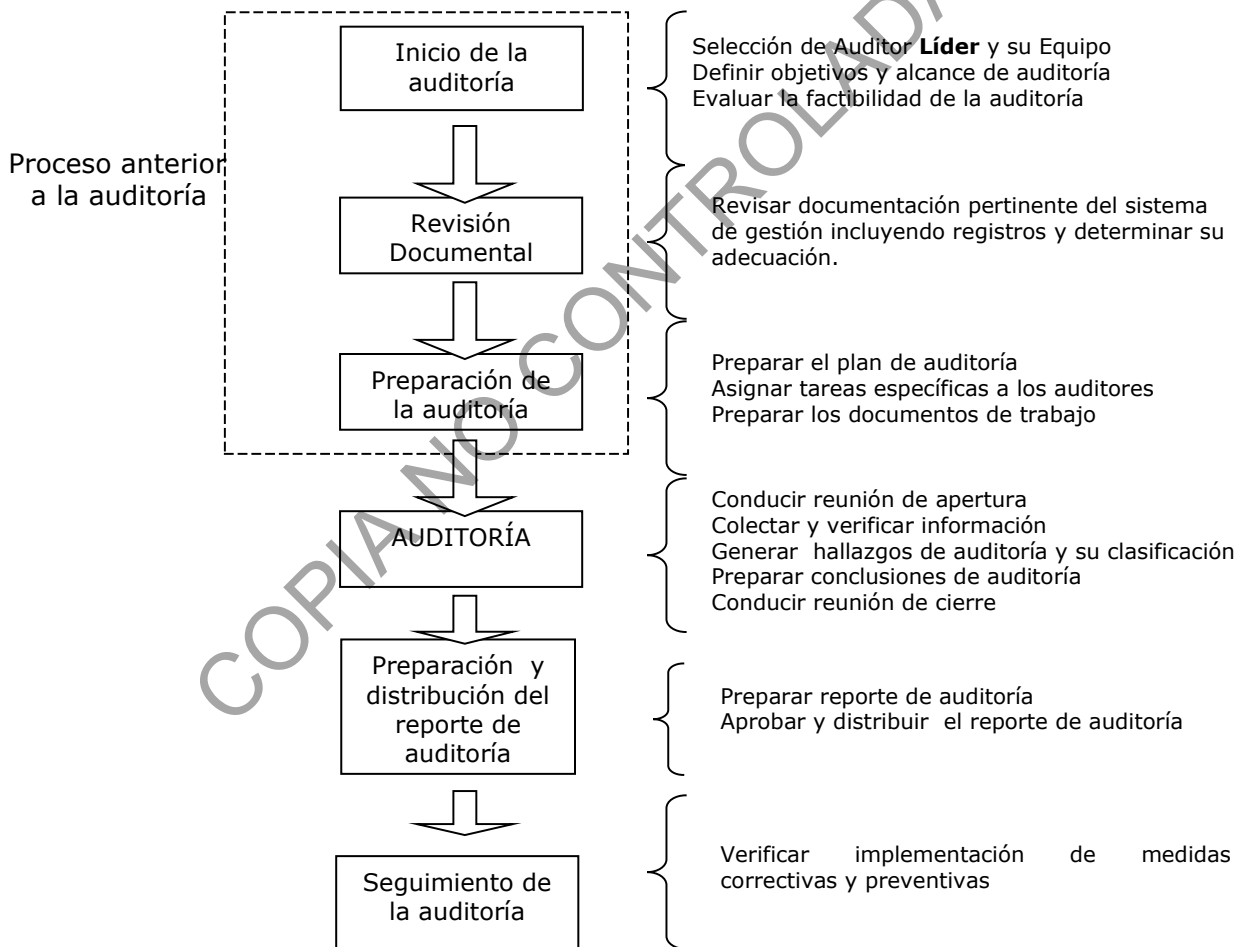 Inicio de la
auditoría
Selección de Auditor Líder y su Equipo
Definir objetivos y alcance de auditoría
Evaluar la factibilidad de la auditoría
Proceso anterior
a la auditoría
Revisión
Documental
Revisar documentación pertinente del sistema
de gestión incluyendo registros y determinar su
adecuación.
Preparación de
la auditoría
Preparar el plan de auditoría
Asignar tareas específicas a los auditores
Preparar los documentos de trabajo
AUDITORÍA
Conducir reunión de apertura
Colectar y verificar información
Generar hallazgos de auditoría y su clasificación
Preparar conclusiones de auditoría
Conducir reunión de cierre
Preparación y
distribución del
reporte de
auditoría
Preparar reporte de auditoría
Aprobar y distribuir el reporte de auditoría
Seguimiento de
la auditoría
Verificar implementación de medidas
correctivas y preventivas
COPIA NO CONTROLADA